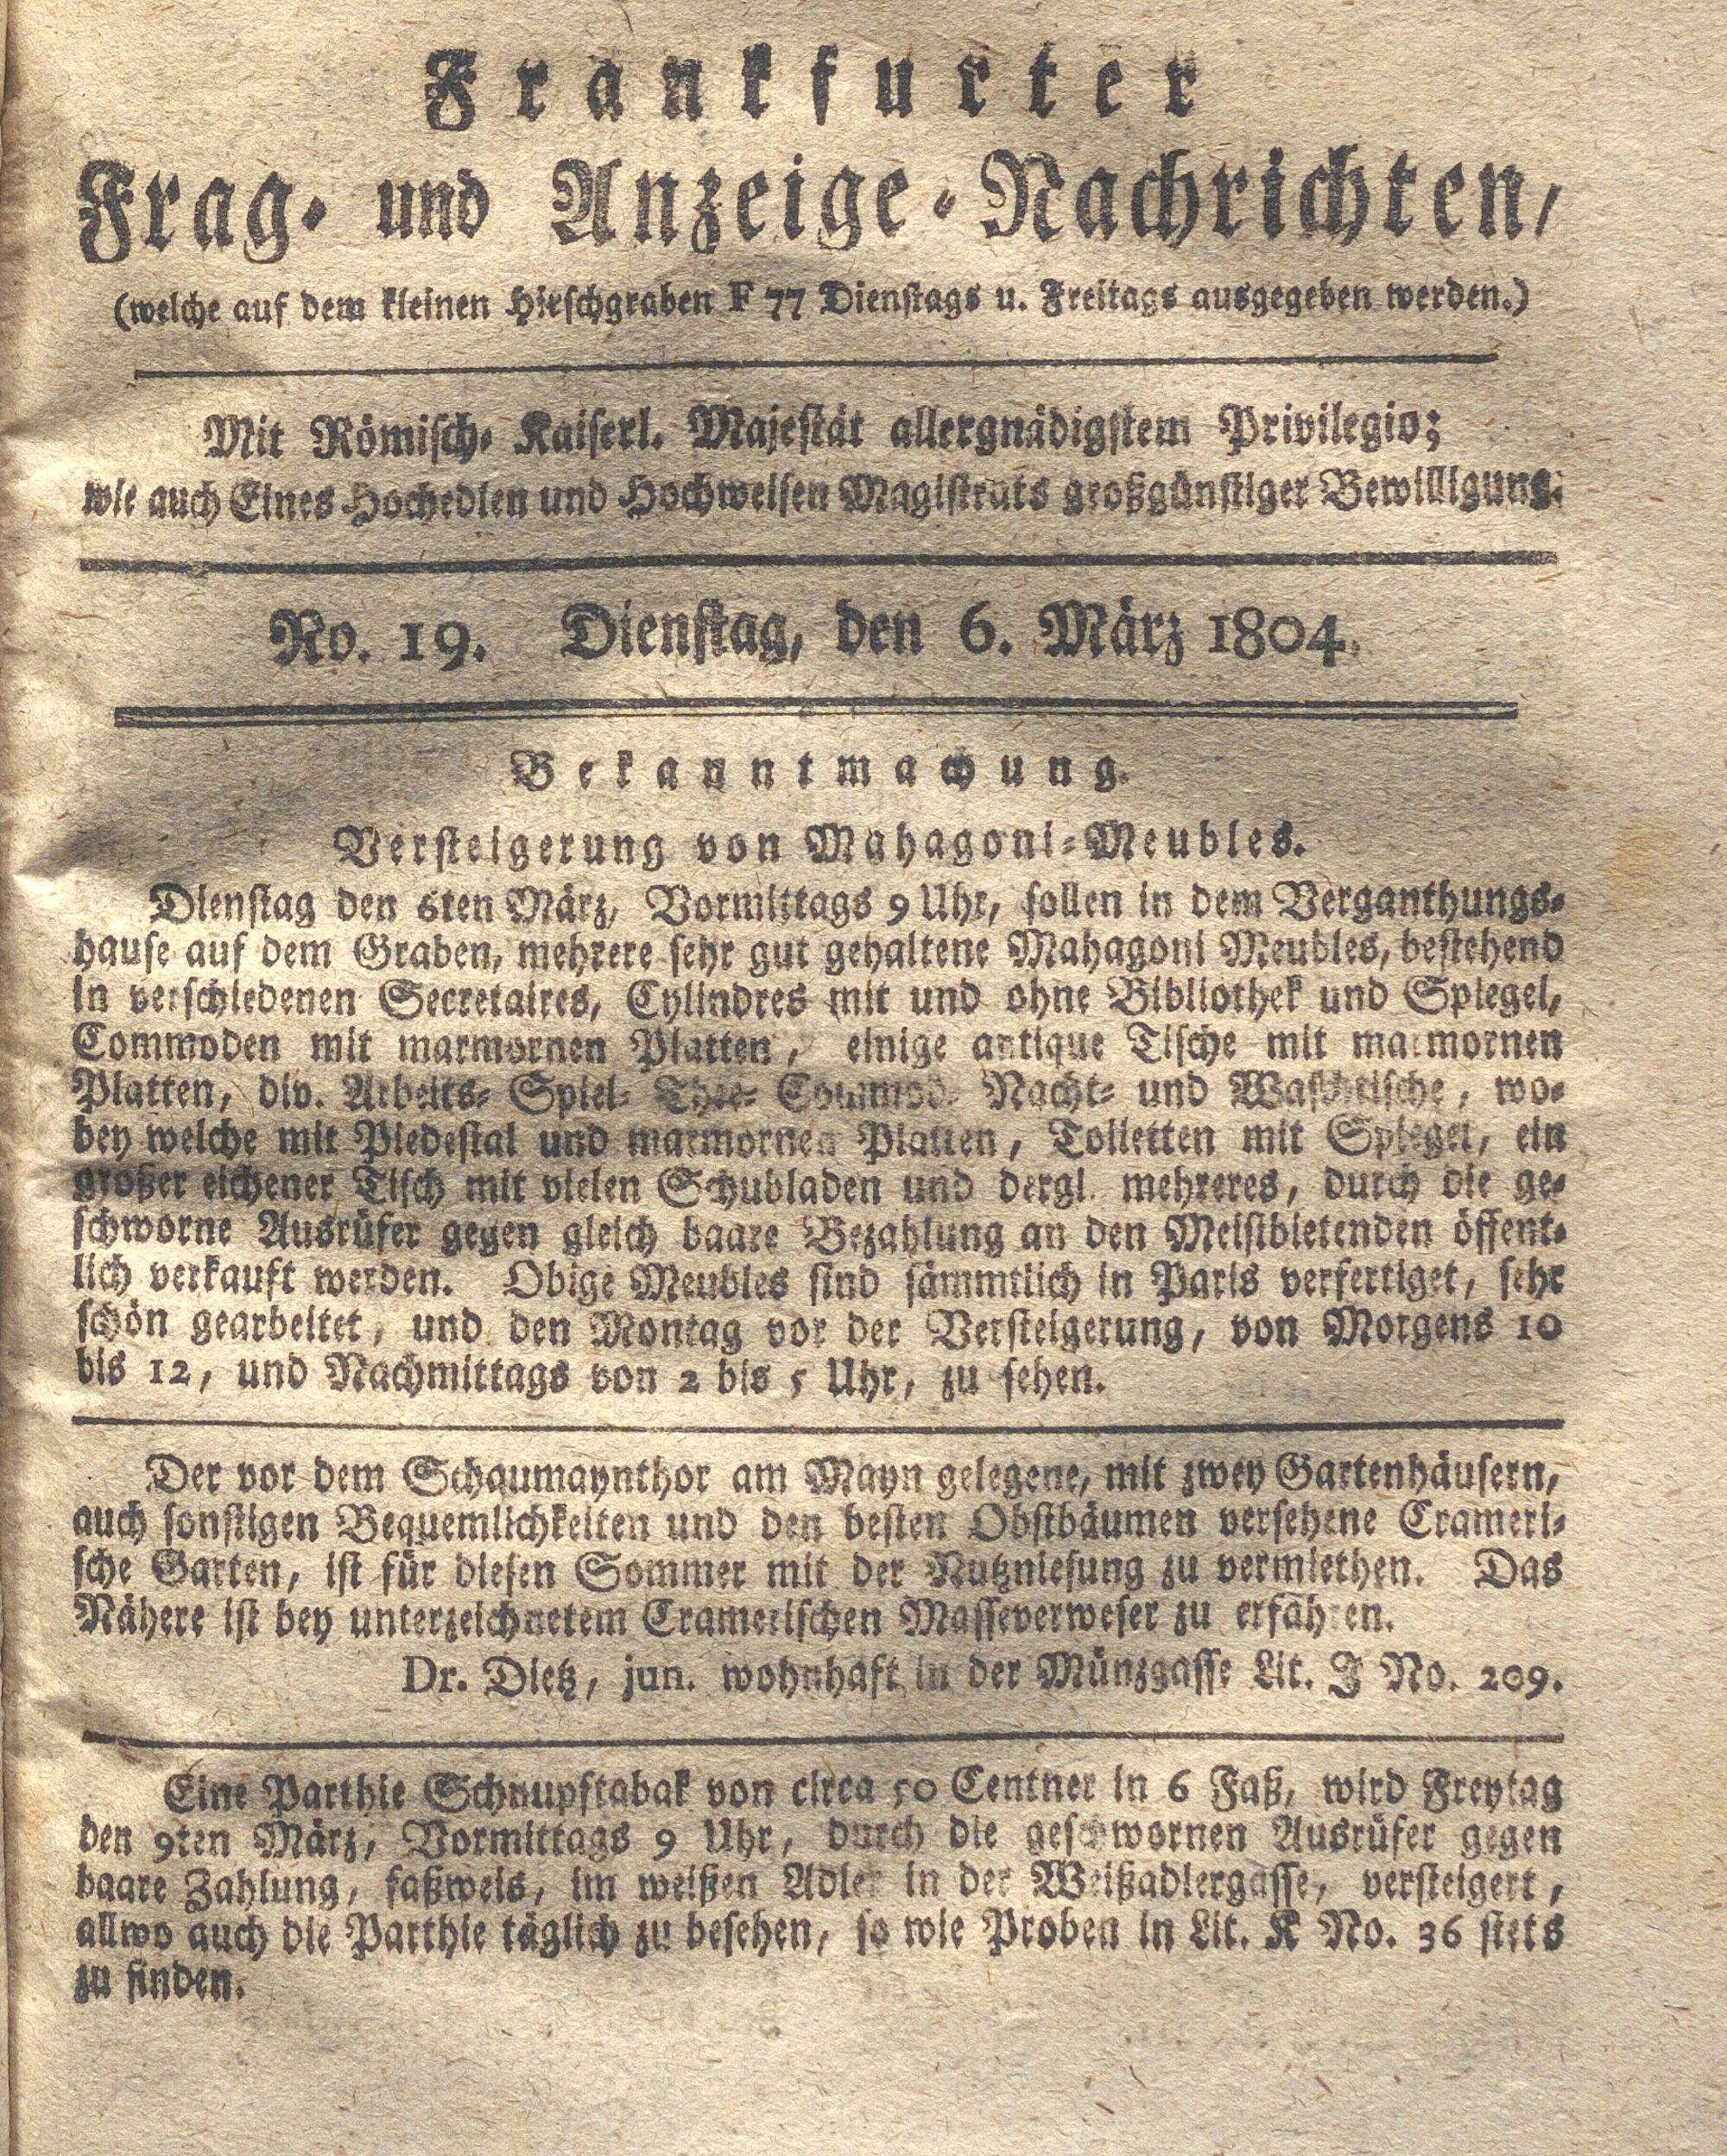 Frankfurter
Frag- und Anzeige-Nachrichten,
(welche auf dem kleinen Hirschgraben F 77 Dienstags u. Freitags ausgegeben werden.)
Mit Römisch- Kaiserl. Majestät allergnädigstem Privilegio;
wie auch Eines Hochedlen und Hochweisen Magistrats großgünstiger Bewilligung.
No. 19. Dienstag, den 6. März 1804.
Bekanntmachung.
Versteigerung von Mahagoni-Meubles.
Dienstag den 6ten März, Vormittags 9 Uhr, sollen in dem Verganthungs-
hause auf dem Graben, mehrere sehr gut gehaltene Mahagoni Meubles, bestehend
in verschiedenen Secretaires, Cylindres mit und ohne Bibliothek und Spiegel,
Commoden mit marmornen Platten, einige antique Tische mit marmornen
Platten, div. Arbeits- Spiel- Thee- Commod- Nacht- und Waschtische, wo-
bey welche mit Piedestal und marmornen Platten, Toiletten mit Spiegel, ein
großer eichener Tisch mit vielen Schubladen und dergl. mehreres, durch die ge-
schworne Ausrüfer gegen gleich baare Bezahlung an den Meistbietenden öffent-
lich verkauft werden. Obige Meubles sind sämmtlich in Paris verfertiget, sehr
schön gearbeitet, und den Montag vor der Versteigerung, von Morgens 10
bis 12, und Nachmittags von 2 bis 5 Uhr, zu sehen.
Der vor dem Schaumaynthor am Mayn gelegene, mit zwey Gartenhäusern,
auch sonstigen Bequemlichkeiten und den besten Obstbäumen versehene Crameri-
sche Garten, ist für diesen Sommer mit der Nutzniesung zu vermiethen. Das
Nähere ist bey unterzeichnetem Cramerischen Masseverweser zu erfahren.
Dr. Dietz, jun. wohnhaft in der Münzgasse Lit. J No. 209.
Eine Parthie Schnupftabak von circa 50 Centner in 6 Faß, wird Freytag
den 9ten März, Vormittags 9 Uhr, durch die geschwornen Ausrüfer gegen
baare Zahlung, faßweis, im weißen Adler in der Weißadlergasse, versteigert,
allwo auch die Parthie täglich zu besehen, so wie Proben in Lit. K No. 36 stets
zu finden.